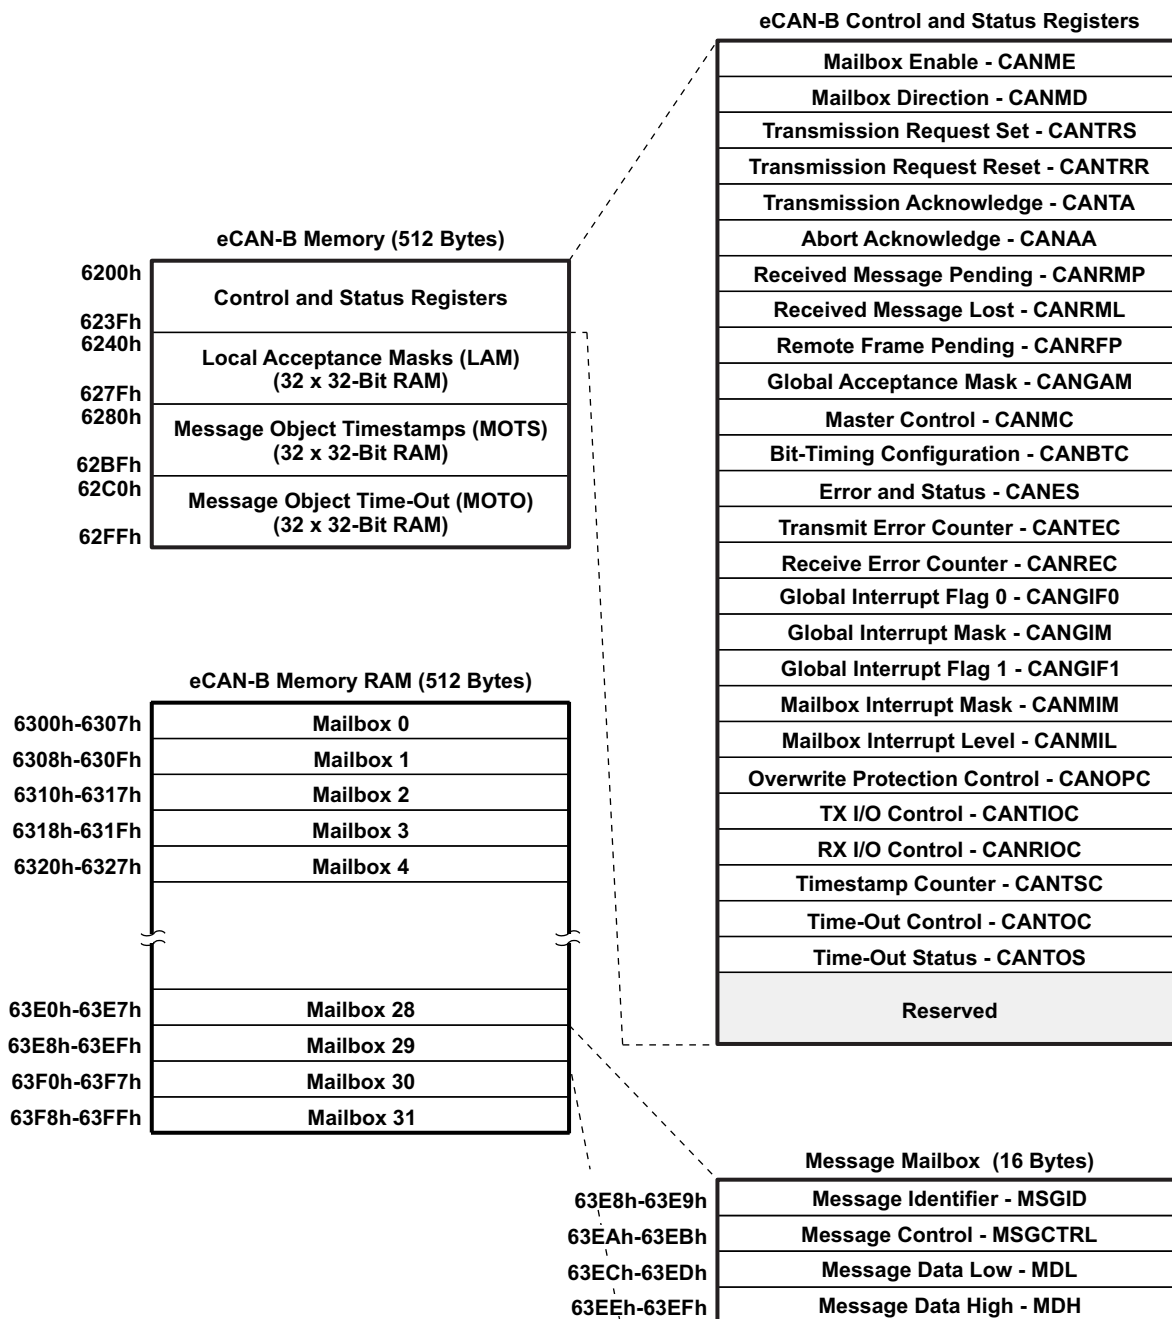 eCAN-B Control and Status Registers
Mailbox Enable - CANME
Mailbox Direction - CANMD
Transmission Request Set - CANTRS
Transmission Request Reset - CANTRR
Transmission Acknowledge - CANTA
Abort Acknowledge - CANAA
Received Message Pending - CANRMP
Received Message Lost - CANRML
Remote Frame Pending - CANRFP
Global Acceptance Mask - CANGAM
Master Control - CANMC
Bit-Timing Configuration - CANBTC
Error and Status - CANES
Transmit Error Counter - CANTEC
Receive Error Counter - CANREC
Global Interrupt Flag 0 - CANGIF0
Global Interrupt Mask - CANGIM
Global Interrupt Flag 1 - CANGIF1
Mailbox Interrupt Mask - CANMIM
Mailbox Interrupt Level - CANMIL
Overwrite Protection Control - CANOPC
TX I/O Control - CANTIOC
RX I/O Control - CANRIOC
Timestamp Counter - CANTSC
Time-Out Control - CANTOC
Time-Out Status - CANTOS
Reserved
eCAN-B Memory (512 Bytes)
6200h
Control and Status Registers
623Fh
6240h
Local Acceptance Masks (LAM)
(32 x 32-Bit RAM)
627Fh
6280h
Message Object Timestamps (MOTS)
(32 x 32-Bit RAM)
62BFh
62C0h
Message Object Time-Out (MOTO)
(32 x 32-Bit RAM)
62FFh
eCAN-B Memory RAM (512 Bytes)
6300h-6307h Mailbox 0
6308h-630Fh Mailbox 1
6310h-6317h Mailbox 2
6318h-631Fh Mailbox 3
6320h-6327h Mailbox 4
63E0h-63E7h Mailbox 28
63E8h-63EFh Mailbox 29
63F0h-63F7h Mailbox 30
63F8h-63FFh Mailbox 31
Message Mailbox (16 Bytes)
63E8h-63E9h Message Identifier - MSGID
63EAh-63EBh Message Control - MSGCTRL
63ECh-63EDh Message Data Low - MDL
63EEh-63EFh Message Data High - MDH